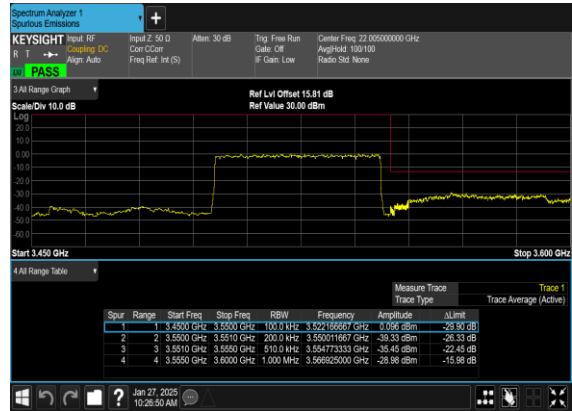 Spectrum Analyzer 1
Spurious Emissions
KEYSIGHT Input: RF Input Z: 50 Ω Atten: 30 dB Trig: Free Run Center Freq: 22.005000000 GHz
R T Coupling: DC Corr CCorr Gate: Off Avg|Hold: 100/100
Align: Auto Freq Ref: Int (S) IF Gain: Low Radio Std: None
LW PASS
3 All Range Graph
Ref Lvl Offset 15.81 dB
Scale/Div 10.0 dB Ref Value 30.00 dBm
Log
20.0
10.0
0.00
-10.0
-20.0
-30.0
-40.0
-50.0
-60.0
Start 3.450 GHz Stop 3.600 GHz
4 All Range Table
Measure Trace Trace 1
Trace Type Trace Average (Active)
Spur Range Start Freq Stop Freq RBW Frequency Amplitude ΔLimit
1 1 3.4500 GHz 3.5500 GHz 100.0 kHz 3.522166667 GHz 0.096 dBm -29.90 dB
2 2 3.5500 GHz 3.5510 GHz 200.0 kHz 3.550011667 GHz -39.33 dBm -26.33 dB
3 3 3.5510 GHz 3.5550 GHz 510.0 kHz 3.554773333 GHz -35.45 dBm -22.45 dB
4 4 3.5550 GHz 3.6000 GHz 1.000 MHz 3.566925000 GHz -28.98 dBm -15.98 dB
Jan 27, 2025
10:26:50 AM